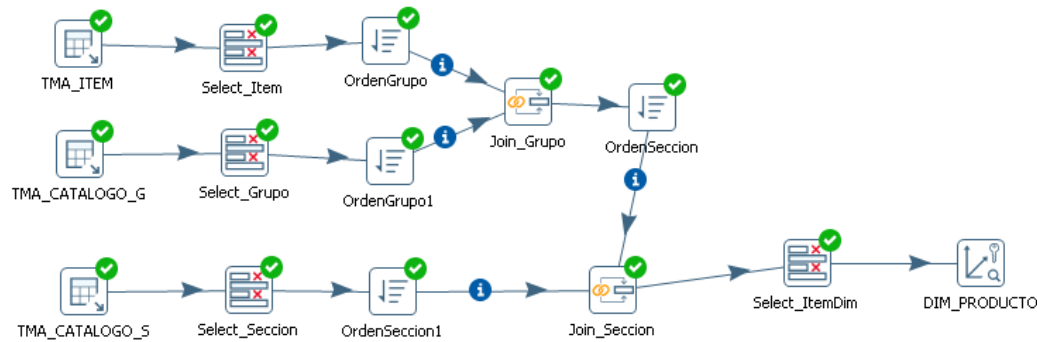 TMA_ITEM
Select_Item
OrdenGrupo
Join_Grupo
OrdenSeccion
TMA_CATALOGO_G
Select_Grupo
OrdenGrupo1
TMA_CATALOGO_S
Select_Seccion
OrdenSeccion1
Join_Seccion
Select_ItemDim
DIM_PRODUCTO